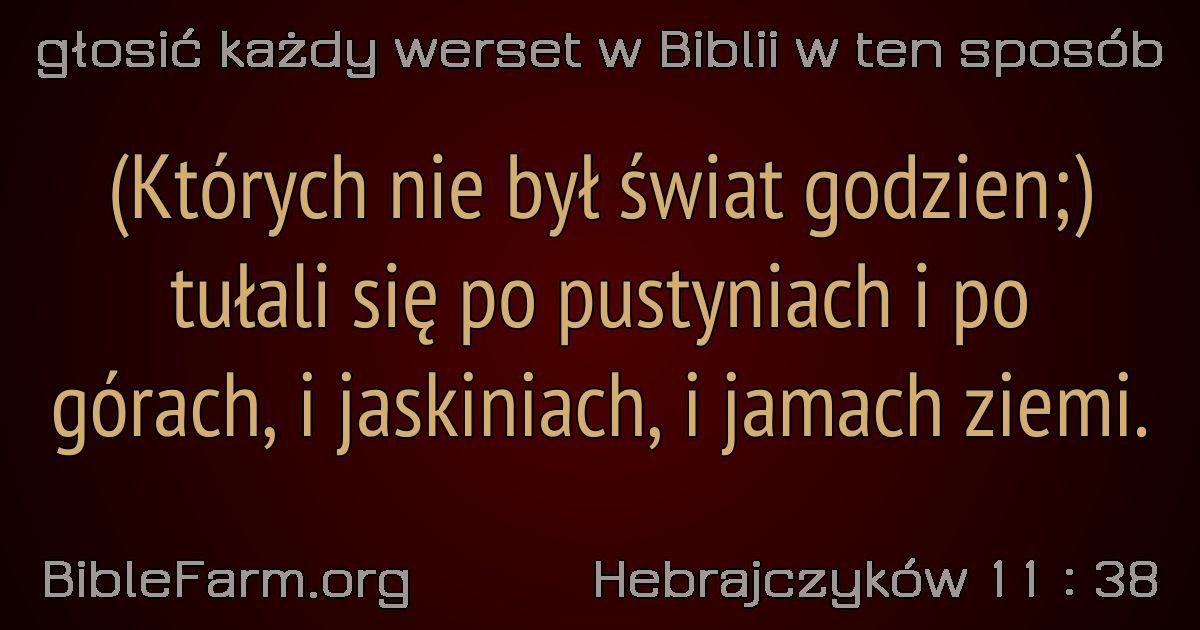 głosić każdy werset w Biblii w ten sposób
(Których nie był świat godzien;)
tułali się po pustyniach i po
górach, i jaskiniach, i jamach ziemi.
BibleFarm.org
Hebrajczyków 11 : 38